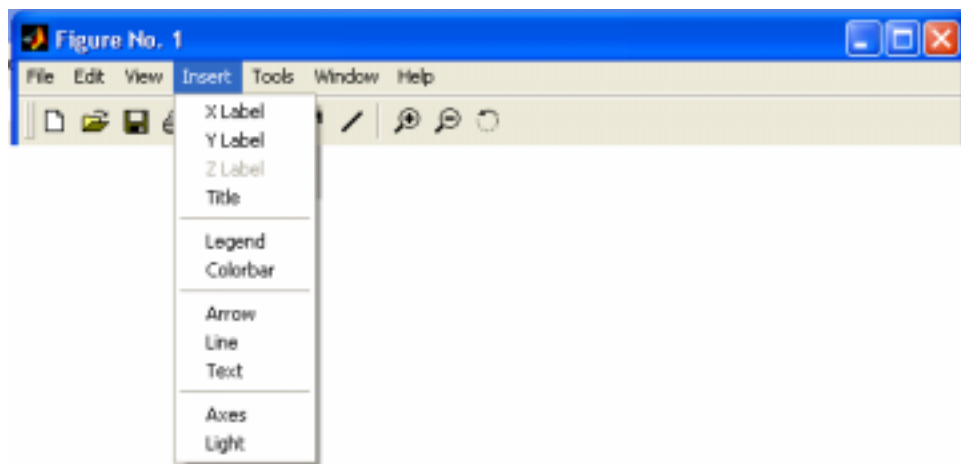 Figure No. 1
File Edit View Insert Tools Window Help
X Label
Y Label
Z Label
Title
Legend
Colorbar
Arrow
Line
Text
Axes
Light